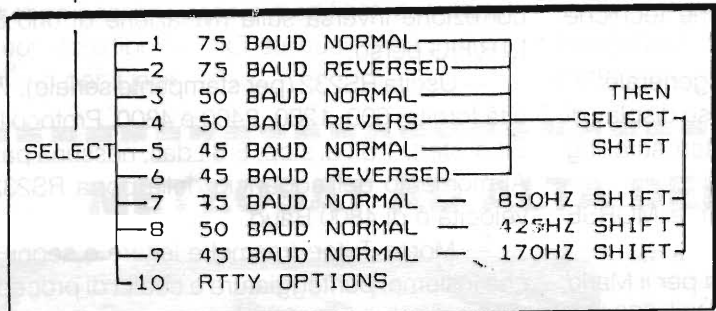 1 75 BAUD NORMAL
2 75 BAUD REVERSED
3 50 BAUD NORMAL THEN
4 50 BAUD REVERS SELECT
SELECT 5 45 BAUD NORMAL SHIFT
6 45 BAUD REVERSED
7 75 BAUD NORMAL 850HZ SHIFT
8 50 BAUD NORMAL 425HZ SHIFT
9 45 BAUD NORMAL 170HZ SHIFT
10 RTTY OPTIONS